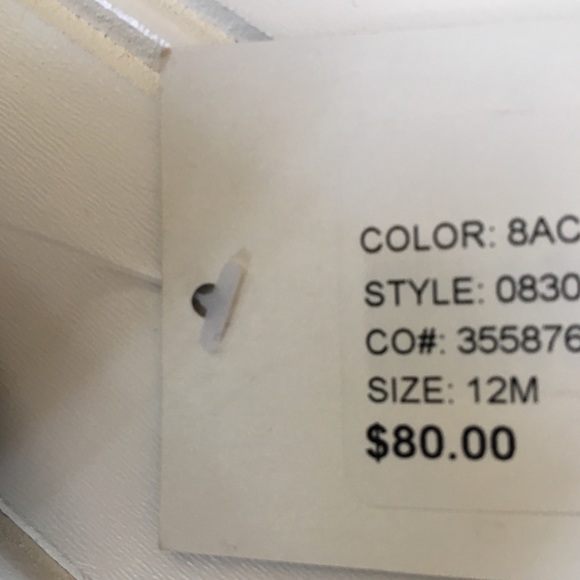 COLOR: 8AC
STYLE: 0830
CO#: 355876
SIZE: 12M
$80.00